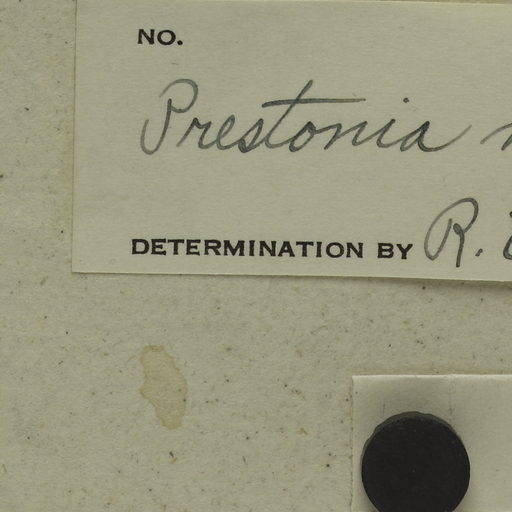 NO.
Prestonia
DETERMINATION BY R.